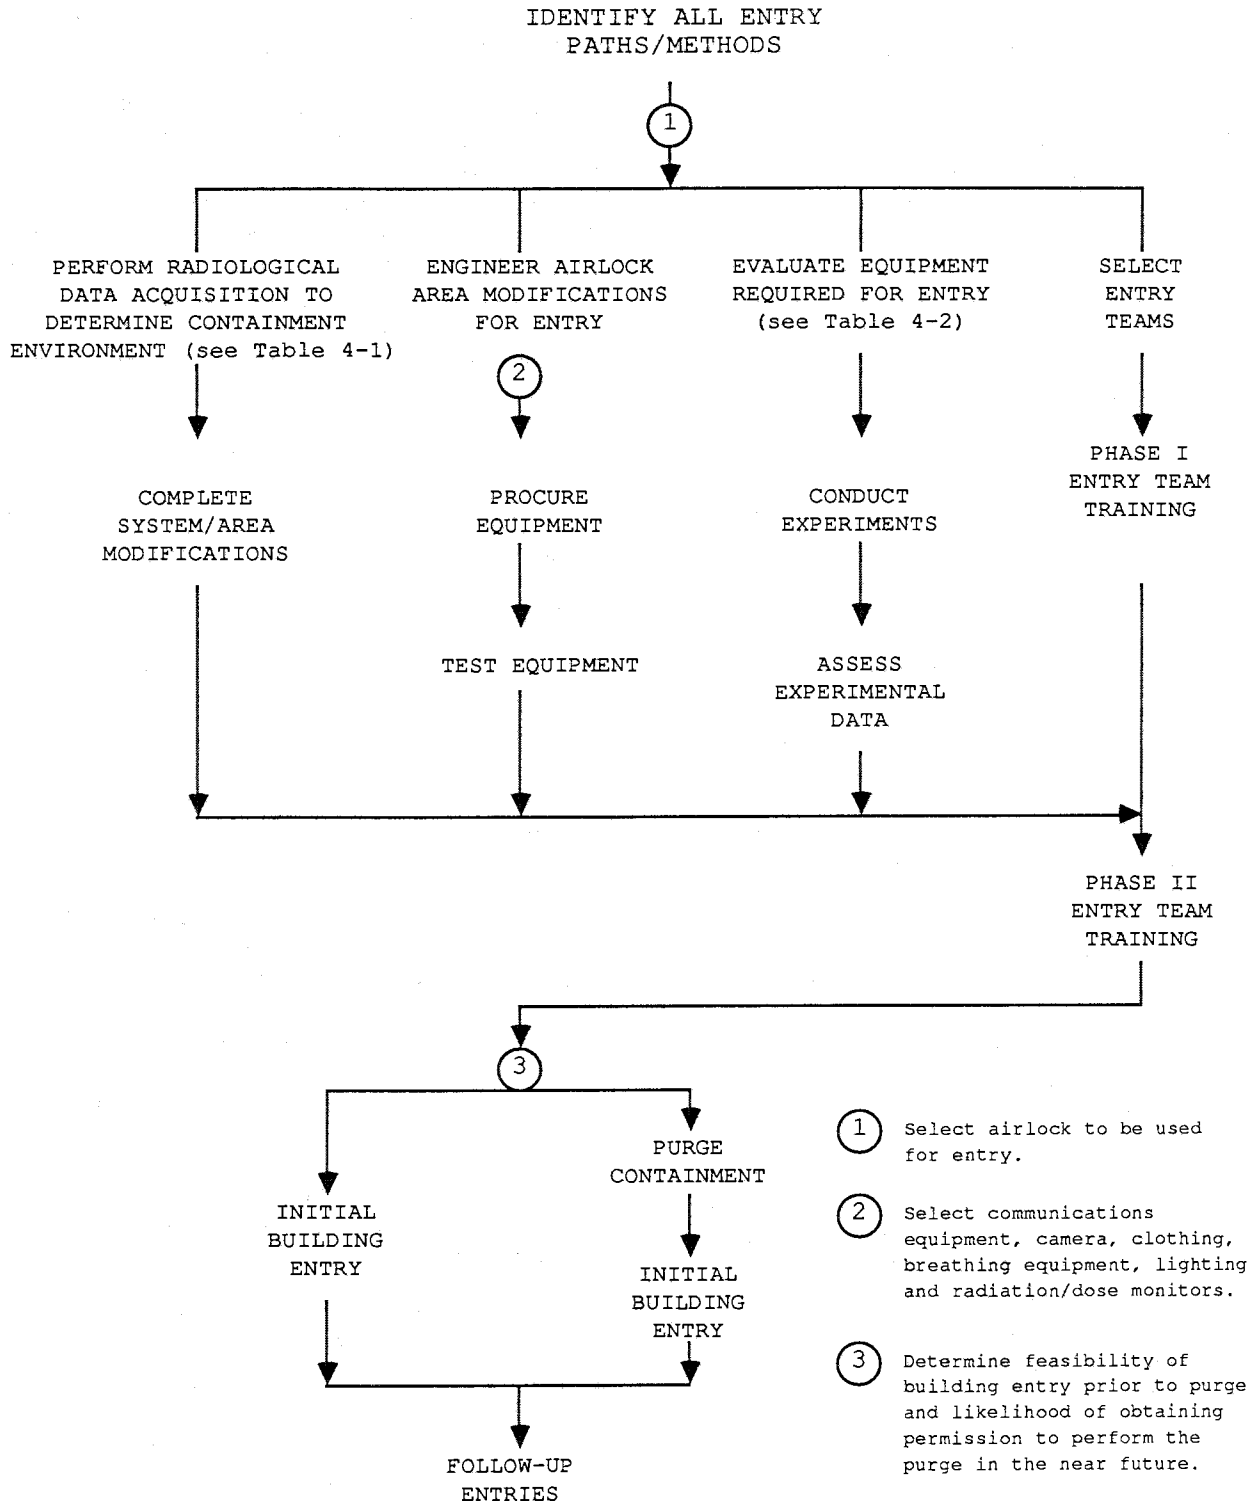 IDENTIFY ALL ENTRY
PATHS/METHODS
1
PERFORM RADIOLOGICAL
DATA ACQUISITION TO
DETERMINE CONTAINMENT
ENVIRONMENT (see Table 4-1)
ENGINEER AIRLOCK
AREA MODIFICATIONS
FOR ENTRY
EVALUATE EQUIPMENT
REQUIRED FOR ENTRY
(see Table 4-2)
SELECT
ENTRY
TEAMS
2
COMPLETE
SYSTEM/AREA
MODIFICATIONS
PROCURE
EQUIPMENT
CONDUCT
EXPERIMENTS
PHASE I
ENTRY TEAM
TRAINING
TEST EQUIPMENT
ASSESS
EXPERIMENTAL
DATA
PHASE II
ENTRY TEAM
TRAINING
3
INITIAL
BUILDING
ENTRY
PURGE
CONTAINMENT
INITIAL
BUILDING
ENTRY
FOLLOW-UP
ENTRIES
1 Select airlock to be used
for entry.
2 Select communications
equipment, camera, clothing,
breathing equipment, lighting
and radiation/dose monitors.
3 Determine feasibility of
building entry prior to purge
and likelihood of obtaining
permission to perform the
purge in the near future.